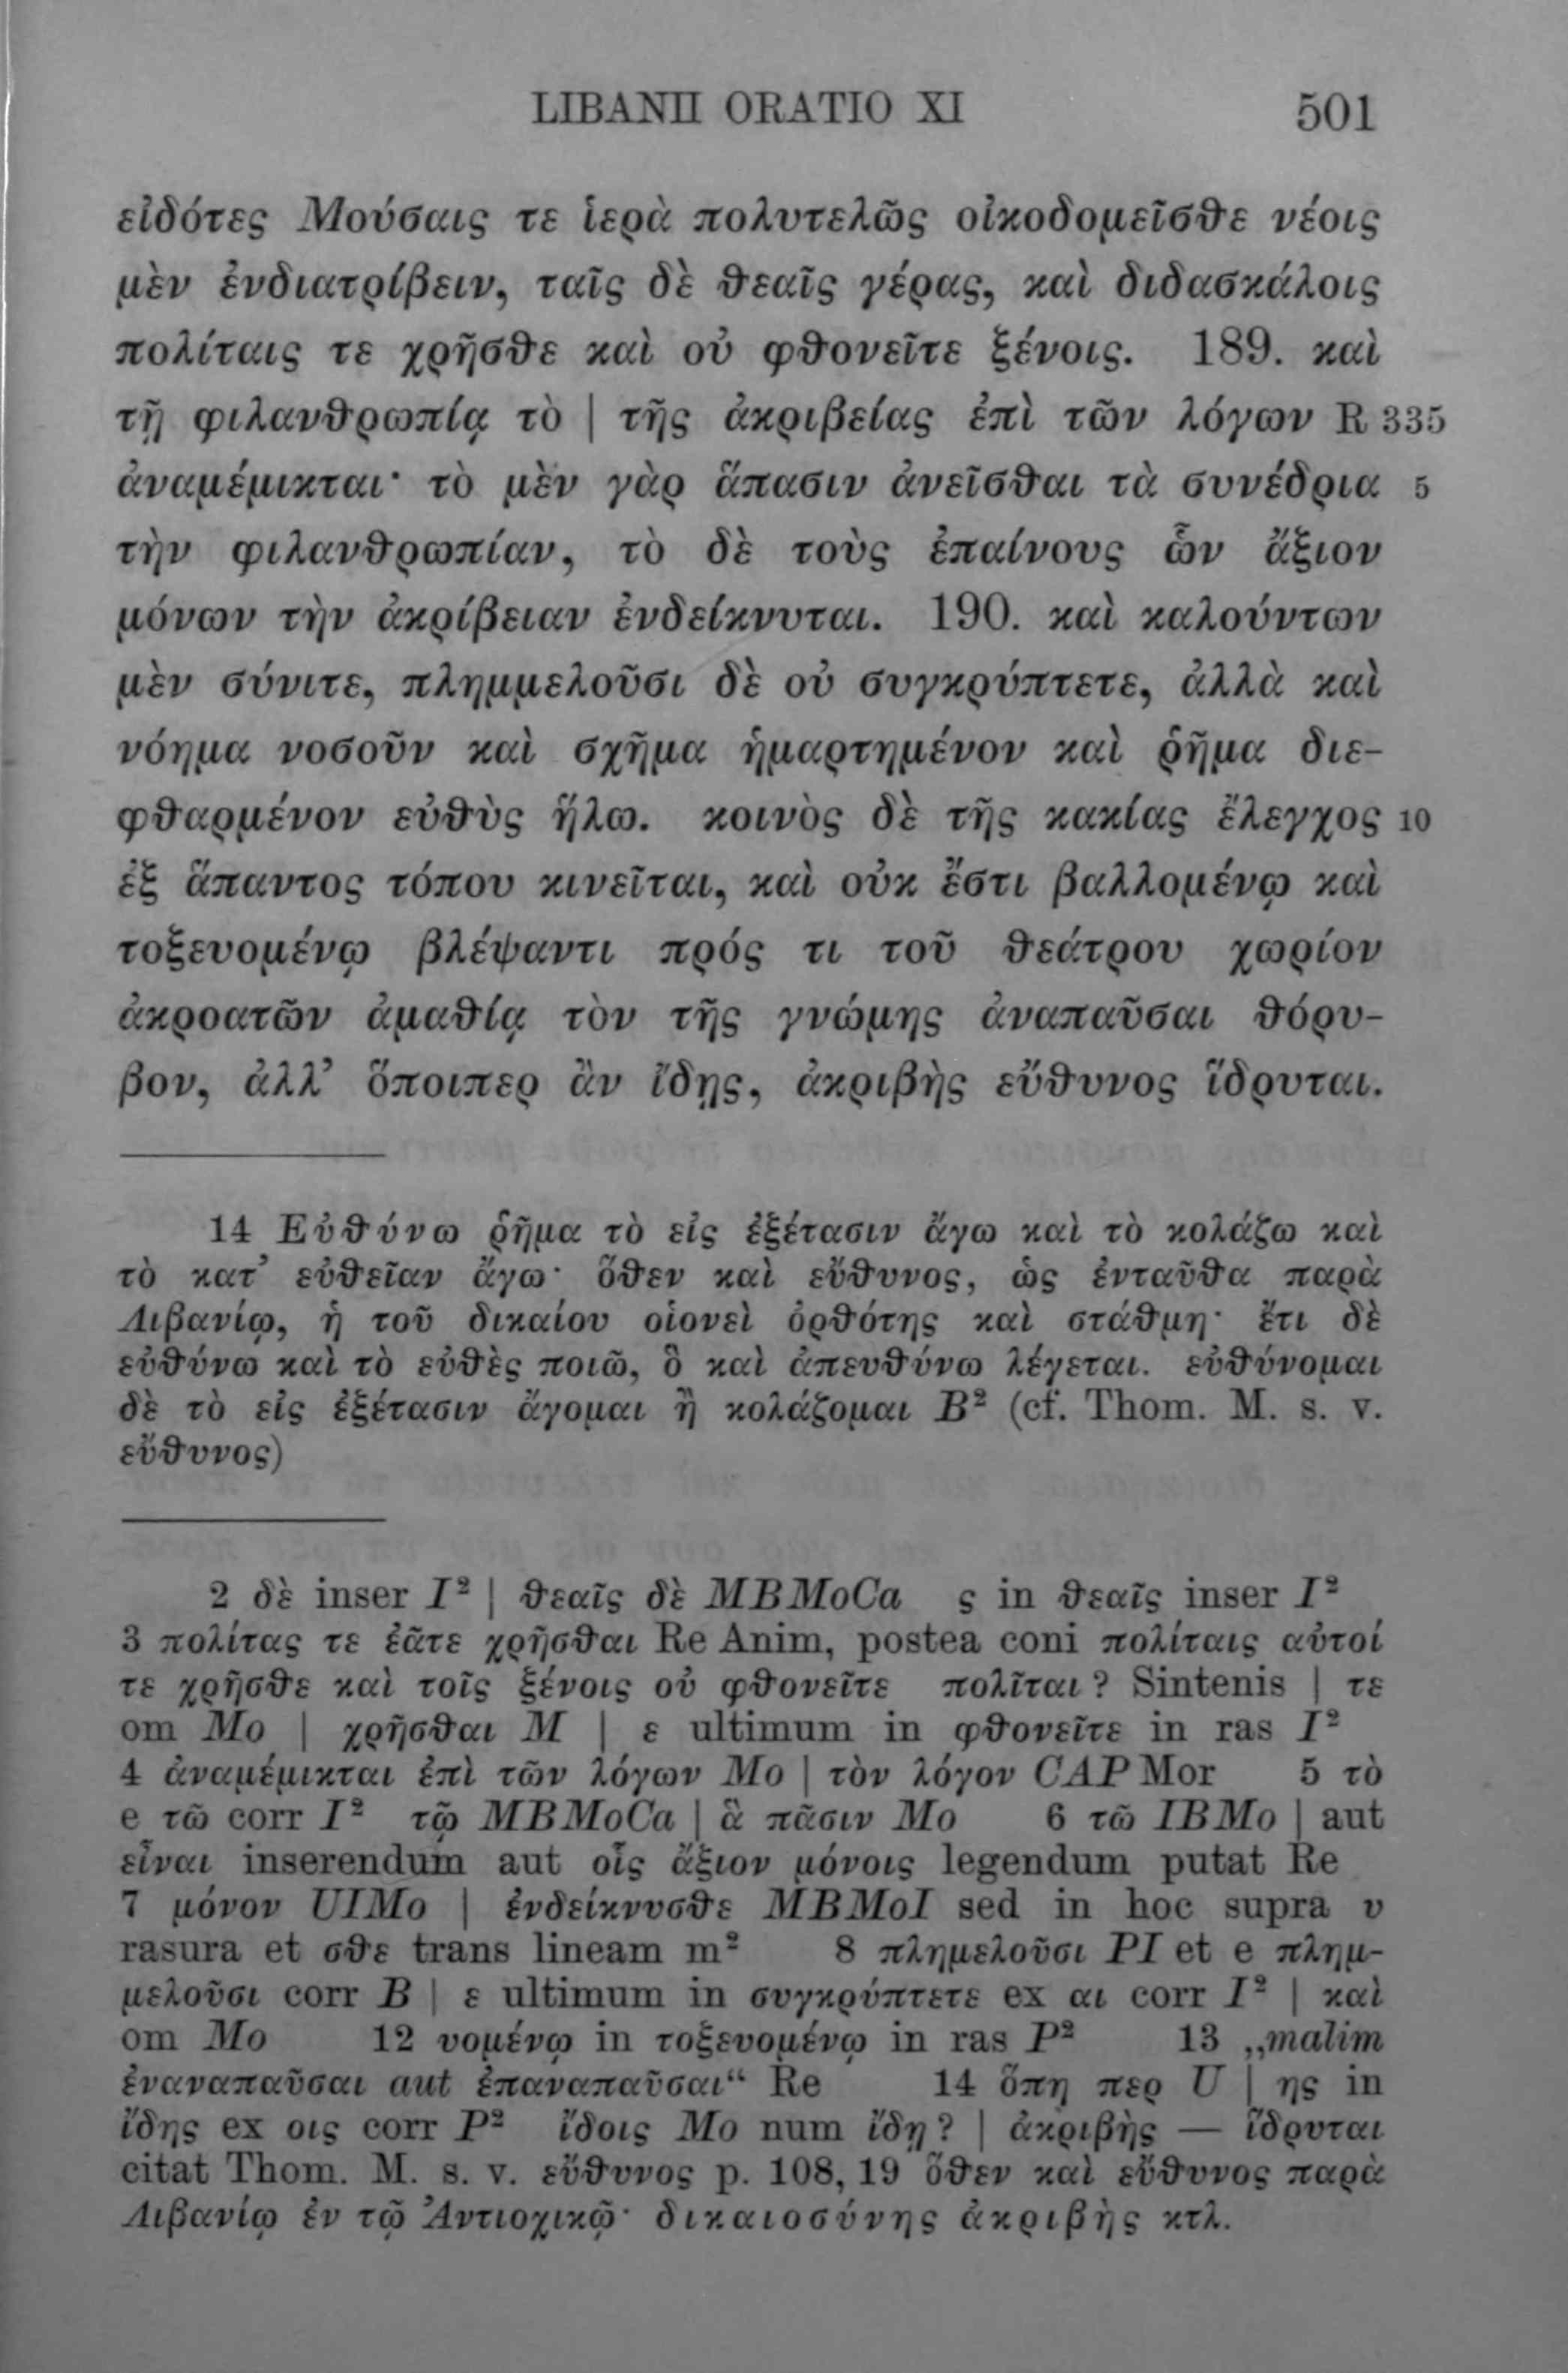 LIBANII ORATIO XI 501
εἰδότες Μούσαις τε ἱερὰ πολυτελῶς οἰκοδομεῖσθε νέοις
μὲν ἐνδιατρίβειν, ταῖς δὲ θεαῖς γέρας, καὶ διδασκάλοις
πολίταις τε χρῆσθε καὶ οὐ φθονεῖτε ξένοις. 189. καὶ
τῇ φιλανθρωπίᾳ τὸ | τῆς ἀκριβείας ἐπὶ τῶν λόγων R 335
ἀναμέμικται· τὸ μὲν γὰρ ἅπασιν ἀνεῖσθαι τὰ συνέδρια 5
τὴν φιλανθρωπίαν, τὸ δὲ τοὺς ἐπαίνους ὧν ἄξιον
μόνων τὴν ἀκρίβειαν ἐνδείκνυται. 190. καὶ καλούντων
μὲν σύνιτε, πλημμελοῦσι δὲ οὐ συγκρύπτετε, ἀλλὰ καὶ
νόημα νοσοῦν καὶ σχῆμα ἡμαρτημένον καὶ ῥῆμα διε-
φθαρμένον εὐθὺς ἥλω. κοινὸς δὲ τῆς κακίας ἔλεγχος 10
ἐξ ἅπαντος τόπου κινεῖται, καὶ οὐκ ἔστι βαλλομένῳ καὶ
τοξευομένῳ βλέψαντι πρός τι τοῦ θεάτρου χωρίον
ἀκροατῶν ἀμαθίᾳ τὸν τῆς γνώμης ἀναπαῦσαι θόρυ-
βον, ἀλλ’ ὅποιπερ ἂν ἴδῃς, ἀκριβὴς εὔθυνος ἵδρυται.
14 Εὐθύνω ῥῆμα τὸ εἰς ἐξέτασιν ἄγω καὶ τὸ κολάζω καὶ
τὸ κατ’ εὐθεῖαν ἄγω· ὅθεν καὶ εὔθυνος, ὡς ἐνταῦθα παρὰ
Λιβανίῳ, ἡ τοῦ δικαίου οἱονεὶ ὀρθότης καὶ στάθμη· ἔτι δὲ
εὐθύνω καὶ τὸ εὐθὲς ποιῶ, ὃ καὶ ἀπευθύνω λέγεται. εὐθύνομαι
δὲ τὸ εἰς ἐξέτασιν ἄγομαι ἢ κολάζομαι B² (cf. Thom. M. s. v.
εὔθυνος)
2 δὲ inser I² | θεαῖς δὲ MBMoCa ς in θεαῖς inser I²
3 πολίτας τε ἐᾶτε χρῆσθαι Re Anim, postea coni πολίταις αὐτοί
τε χρῆσθε καὶ τοῖς ξένοις οὐ φθονεῖτε πολῖται? Sintenis | τε
om Mo | χρῆσθαι M | ε ultimum in φθονεῖτε in ras I²
4 ἀναμέμικται ἐπὶ τῶν λόγων Mo | τὸν λόγον CAP Mor 5 τὸ
e τῶ corr I² τῷ MBMoCa | ἃ πᾶσιν Mo 6 τῶ IBMo | aut
εἶναι inserendum aut οἷς ἄξιον μόνοις legendum putat Re
7 μόνον UIMo | ἐνδείκνυσθε MBMoI sed in hoc supra υ
rasura et σθε trans lineam m² 8 πλημελοῦσι PI et e πλημ-
μελοῦσι corr B | ε ultimum in συγκρύπτετε ex αι corr I² | καὶ
om Mo 12 νομένῳ in τοξευομένῳ in ras P² 13 „malim
ἐναναπαῦσαι aut ἐπαναπαῦσαι“ Re 14 ὅπῃ περ U | ης in
ἴδης ex οις corr P² ἴδοις Mo num ἴδῃ? | ἀκριβὴς — ἵδρυται
citat Thom. M. s. v. εὔθυνος p. 108, 19 ὅθεν καὶ εὔθυνος παρὰ
Λιβανίῳ ἐν τῷ Ἀντιοχικῷ· δικαιοσύνης ἀκριβὴς κτλ.